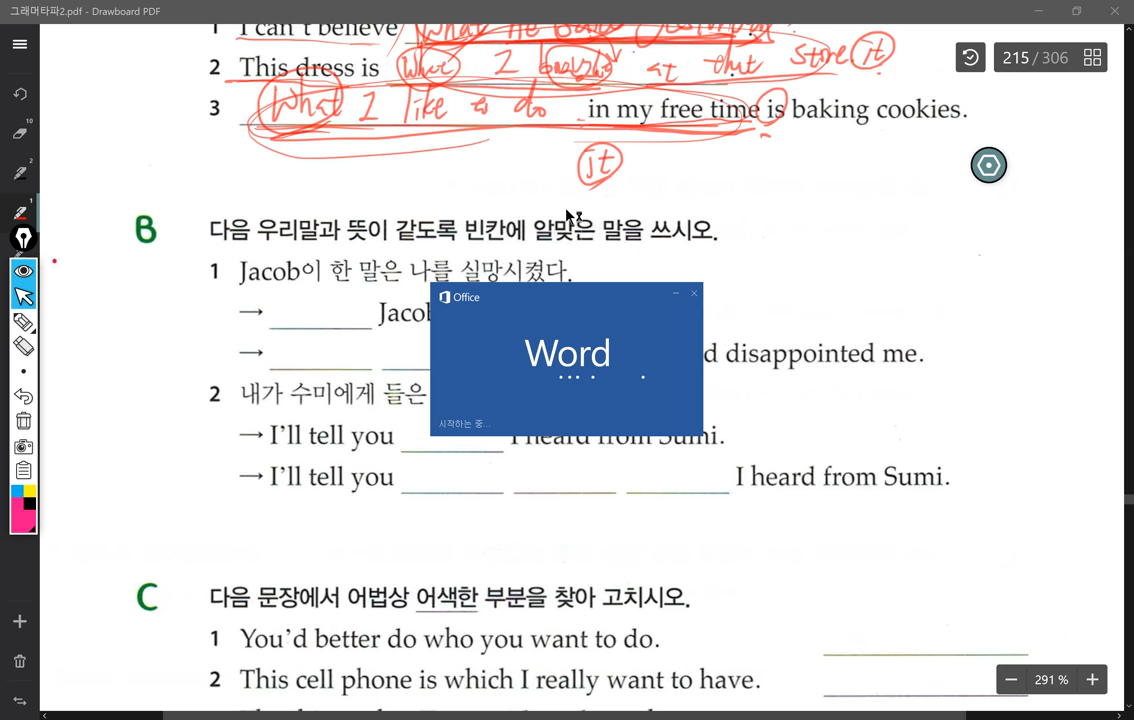 그래머타파2.pdf - Drawboard PDF
215 / 306
1 I can't believe What he said yesterday.
2 This dress is What I bought at that store it
3 What I like to do in my free time is baking cookies.
it
B 다음 우리말과 뜻이 같도록 빈칸에 알맞은 말을 쓰시오.
1 Jacob이 한 말은 나를 실망시켰다.
→ Jacob
→ d disappointed me.
2 내가 수미에게 들은
→ I'll tell you I heard from Sumi.
→ I'll tell you I heard from Sumi.
Office
Word
시작하는 중...
C 다음 문장에서 어법상 어색한 부분을 찾아 고치시오.
1 You'd better do who you want to do.
2 This cell phone is which I really want to have.
291 %
10
2
1